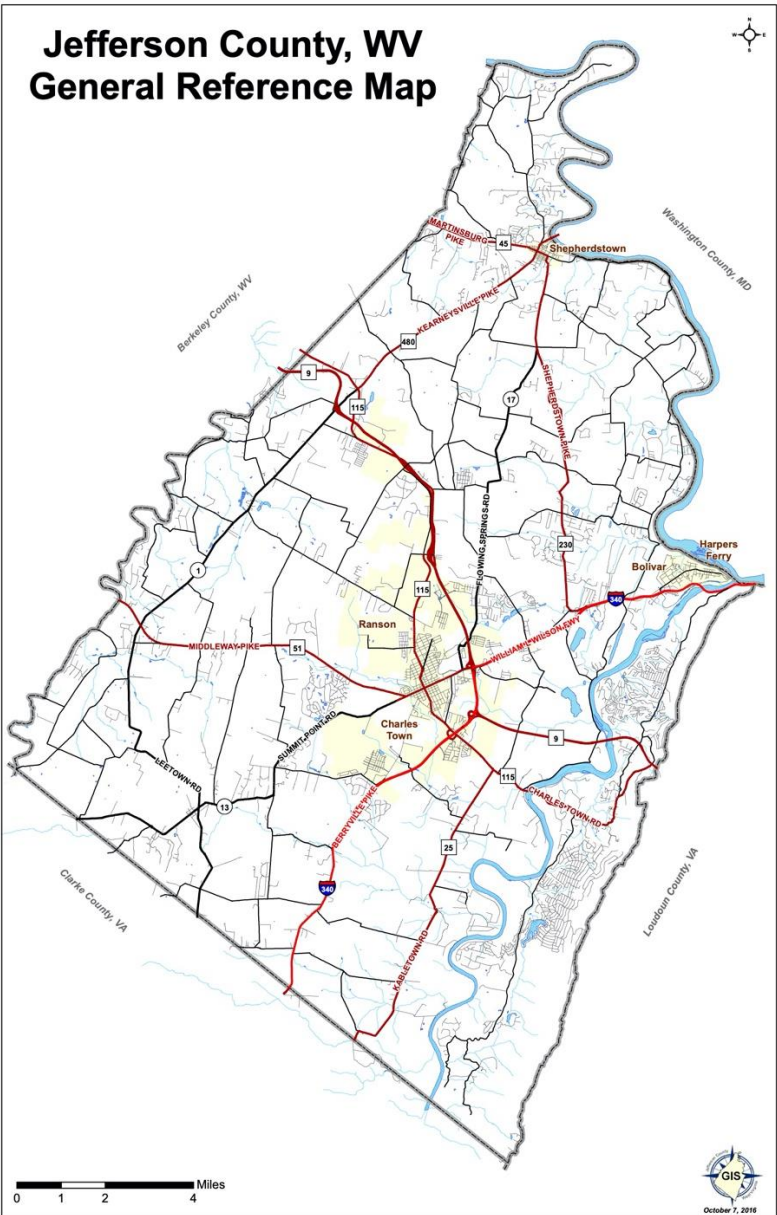 Jefferson County, WV
General Reference Map
N
W
E
S
Washington County, MD
MARTINSBURG
PIKE
45
Shepherdstown
Berkeley County, WV
KEARNEYSVILLE PIKE
480
9
115
17
SHEPHERDSTOWN PIKE
FLOWING SPRINGS RD
230
Harpers
Ferry
Bolivar
1
115
340
Ranson
WILLIAM L WILSON FWY
MIDDLEWAY PIKE
51
Charles
Town
SUMMIT POINT RD
9
LEETOWN RD
115
CHARLES TOWN RD
13
BERRYVILLE PIKE
25
340
Clarke County, VA
Loudoun County, VA
KABLETOWN RD
Miles
0 1 2 4
GIS
October 7, 2016